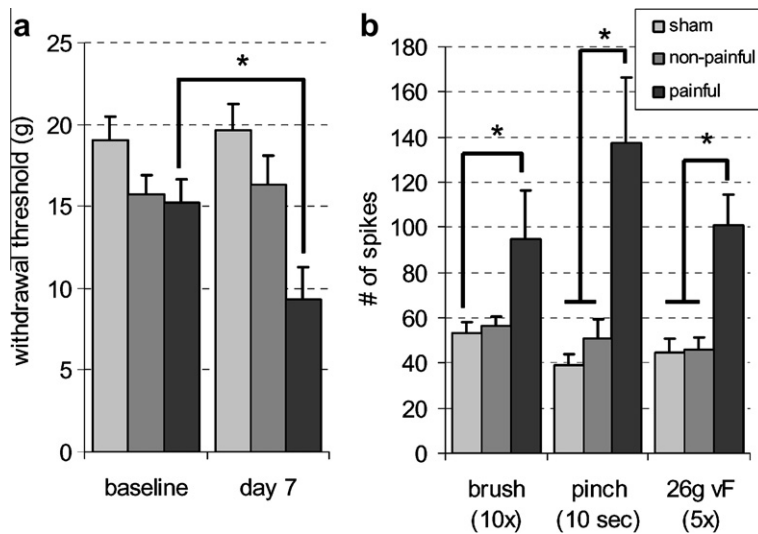 a
withdrawal threshold (g)
25
20
15
10
5
0
*
baseline
day 7
b
# of spikes
180
160
140
120
100
80
60
40
20
0
*
*
*
sham
non-painful
painful
brush
(10x)
pinch
(10 sec)
26g vF
(5x)